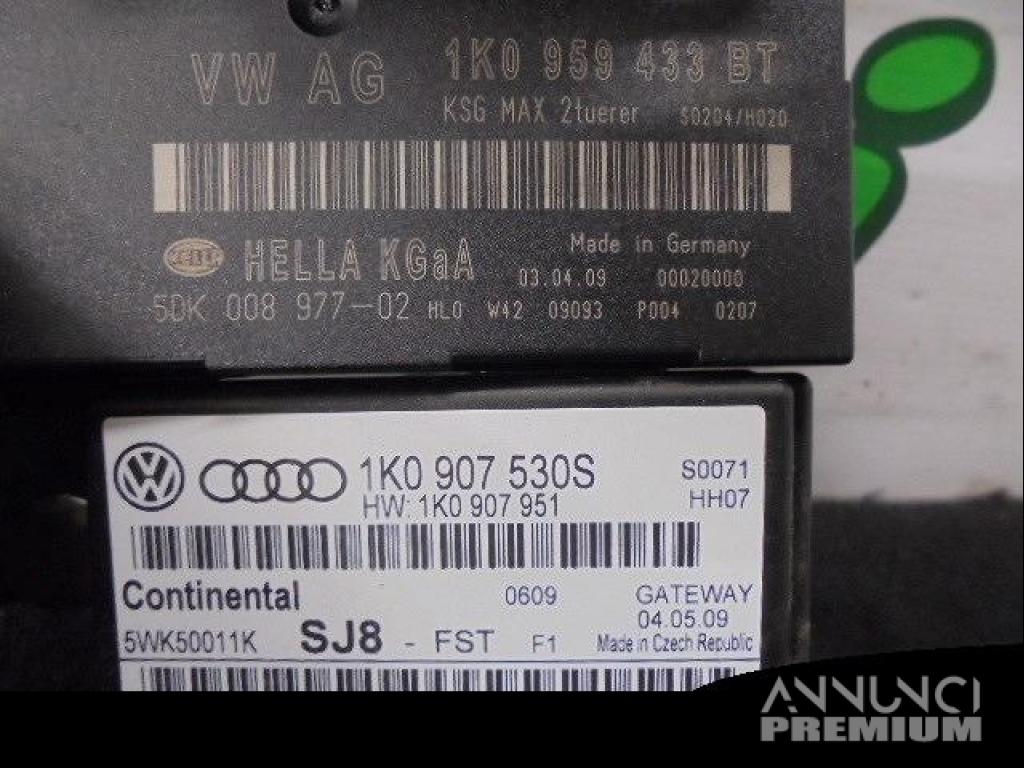 VW AG 1K0 959 433 BT
KSG MAX 2tuerer S0204/H020
HELLA HELLA KGaA Made in Germany
03.04.09 00020000
5DK 008 977-02 HLO W42 09093 P004 0207
1K0 907 530S S0071
HW: 1K0 907 951 HH07
Continental 0609 GATEWAY
04.05.09
5WK50011K SJ8 - FST F1 Made in Czech Republic
ANNUNCI
PREMIUM